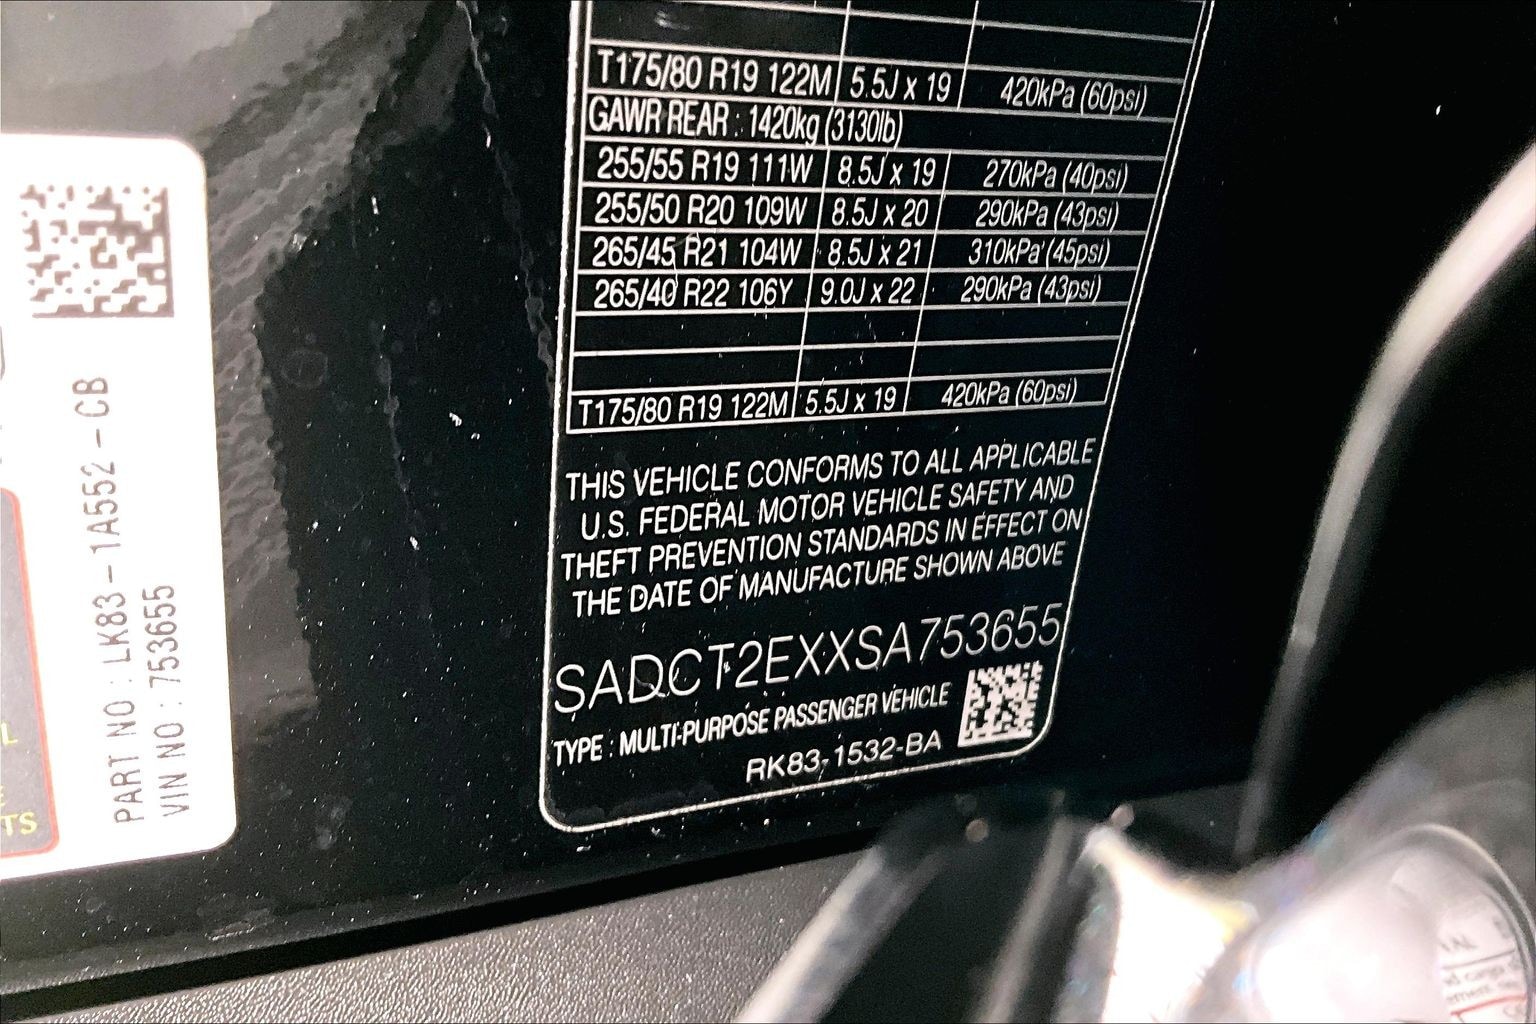 T175/80 R19 122M 5.5J x 19 420kPa (60psi)
GAWR REAR : 1420kg (3130lb)
255/55 R19 111W 8.5J x 19 270kPa (40psi)
255/50 R20 109W 8.5J x 20 290kPa (43psi)
265/45 R21 104W 8.5J x 21 310kPa (45psi)
265/40 R22 106Y 9.0J x 22 290kPa (43psi)
T175/80 R19 122M 5.5J x 19 420kPa (60psi)
THIS VEHICLE CONFORMS TO ALL APPLICABLE
U.S. FEDERAL MOTOR VEHICLE SAFETY AND
THEFT PREVENTION STANDARDS IN EFFECT ON
THE DATE OF MANUFACTURE SHOWN ABOVE
SADCT2EXXSA753655
TYPE : MULTI-PURPOSE PASSENGER VEHICLE
RK83-1532-BA
PART NO : LK83-1A552-CB
VIN NO : 753655
L
TS